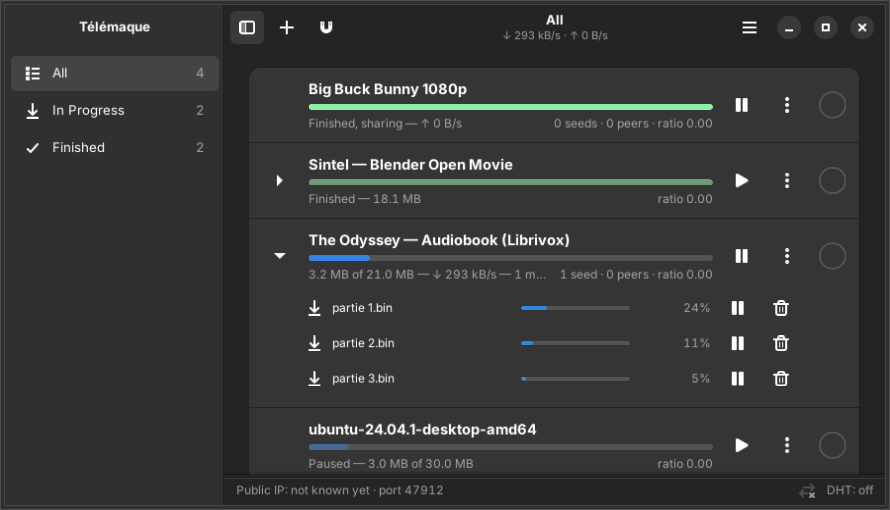 Télémaque
All 4
In Progress 2
Finished 2
All
↓ 293 kB/s · ↑ 0 B/s
Big Buck Bunny 1080p
Finished, sharing — ↑ 0 B/s 0 seeds · 0 peers · ratio 0.00
Sintel — Blender Open Movie
Finished — 18.1 MB ratio 0.00
The Odyssey — Audiobook (Librivox)
3.2 MB of 21.0 MB — ↓ 293 kB/s — 1 m… 1 seed · 0 peers · ratio 0.00
partie 1.bin 24%
partie 2.bin 11%
partie 3.bin 5%
ubuntu-24.04.1-desktop-amd64
Paused — 3.0 MB of 30.0 MB ratio 0.00
Public IP: not known yet · port 47912 DHT: off